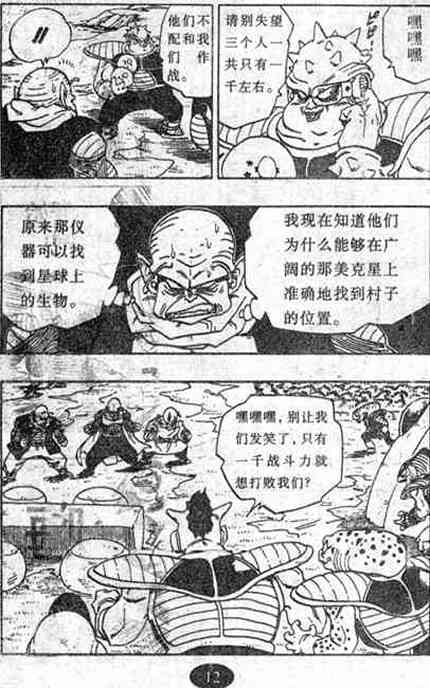 嘿嘿嘿
请别失望
三个人一
共只有一
千左右。
他们不
配和我
们作战。
我现在知道他们
为什么能够在广
阔的那美克星上
准确地找到村子
的位置。
原来那仪
器可以找
到星球上
的生物。
嘿嘿嘿,别让我
们发笑了,只有
一千战斗力就
想打败我们?
12